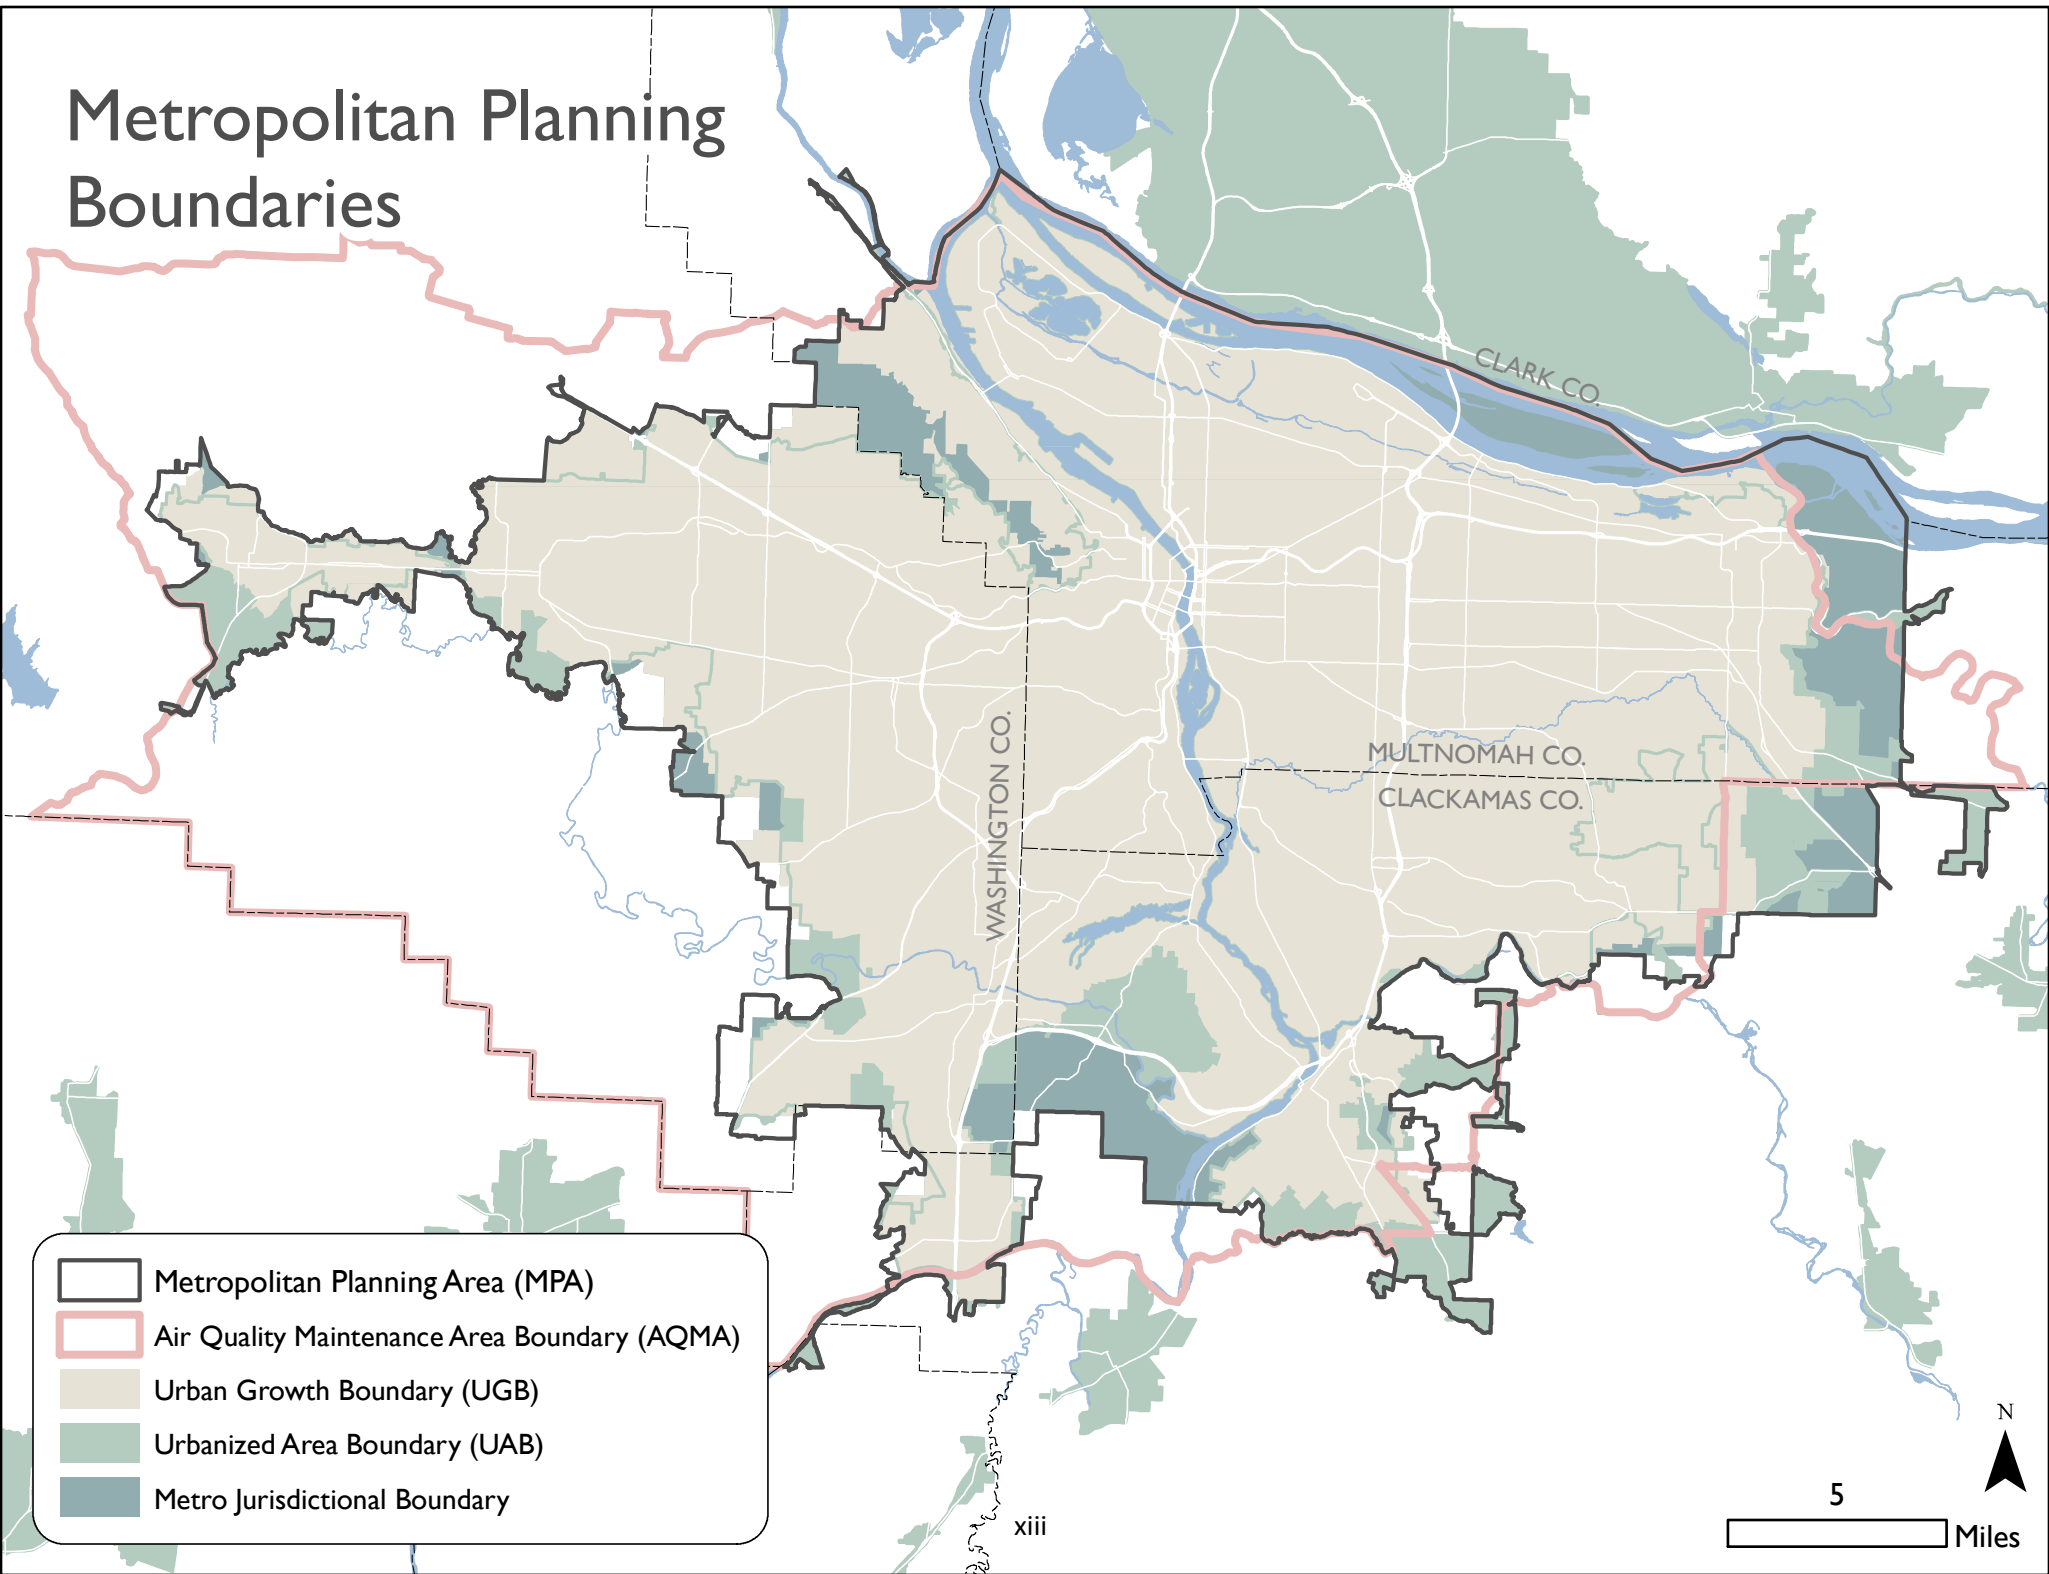 Metropolitan Planning
Boundaries
CLARK CO.
WASHINGTON CO.
MULTNOMAH CO.
CLACKAMAS CO.
Metropolitan Planning Area (MPA)
Air Quality Maintenance Area Boundary (AQMA)
Urban Growth Boundary (UGB)
Urbanized Area Boundary (UAB)
Metro Jurisdictional Boundary
N
5
Miles
xiii